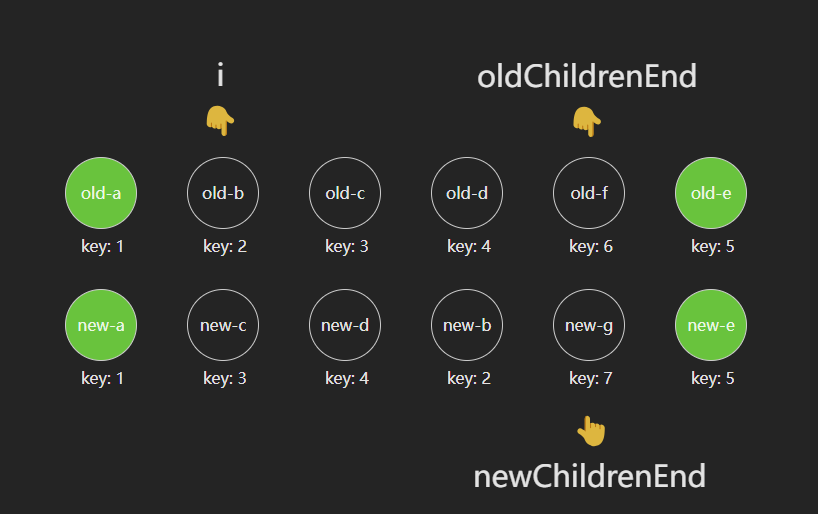 i oldChildrenEnd
old-a old-b old-c old-d old-f old-e
key: 1 key: 2 key: 3 key: 4 key: 6 key: 5
new-a new-c new-d new-b new-g new-e
key: 1 key: 3 key: 4 key: 2 key: 7 key: 5
newChildrenEnd